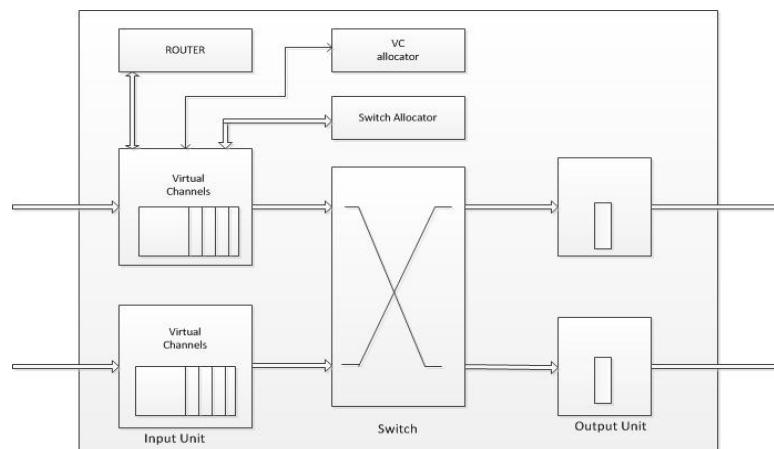 ROUTER
VC
allocator
Switch Allocator
Virtual
Channels
Virtual
Channels
Input Unit
Switch
Output Unit